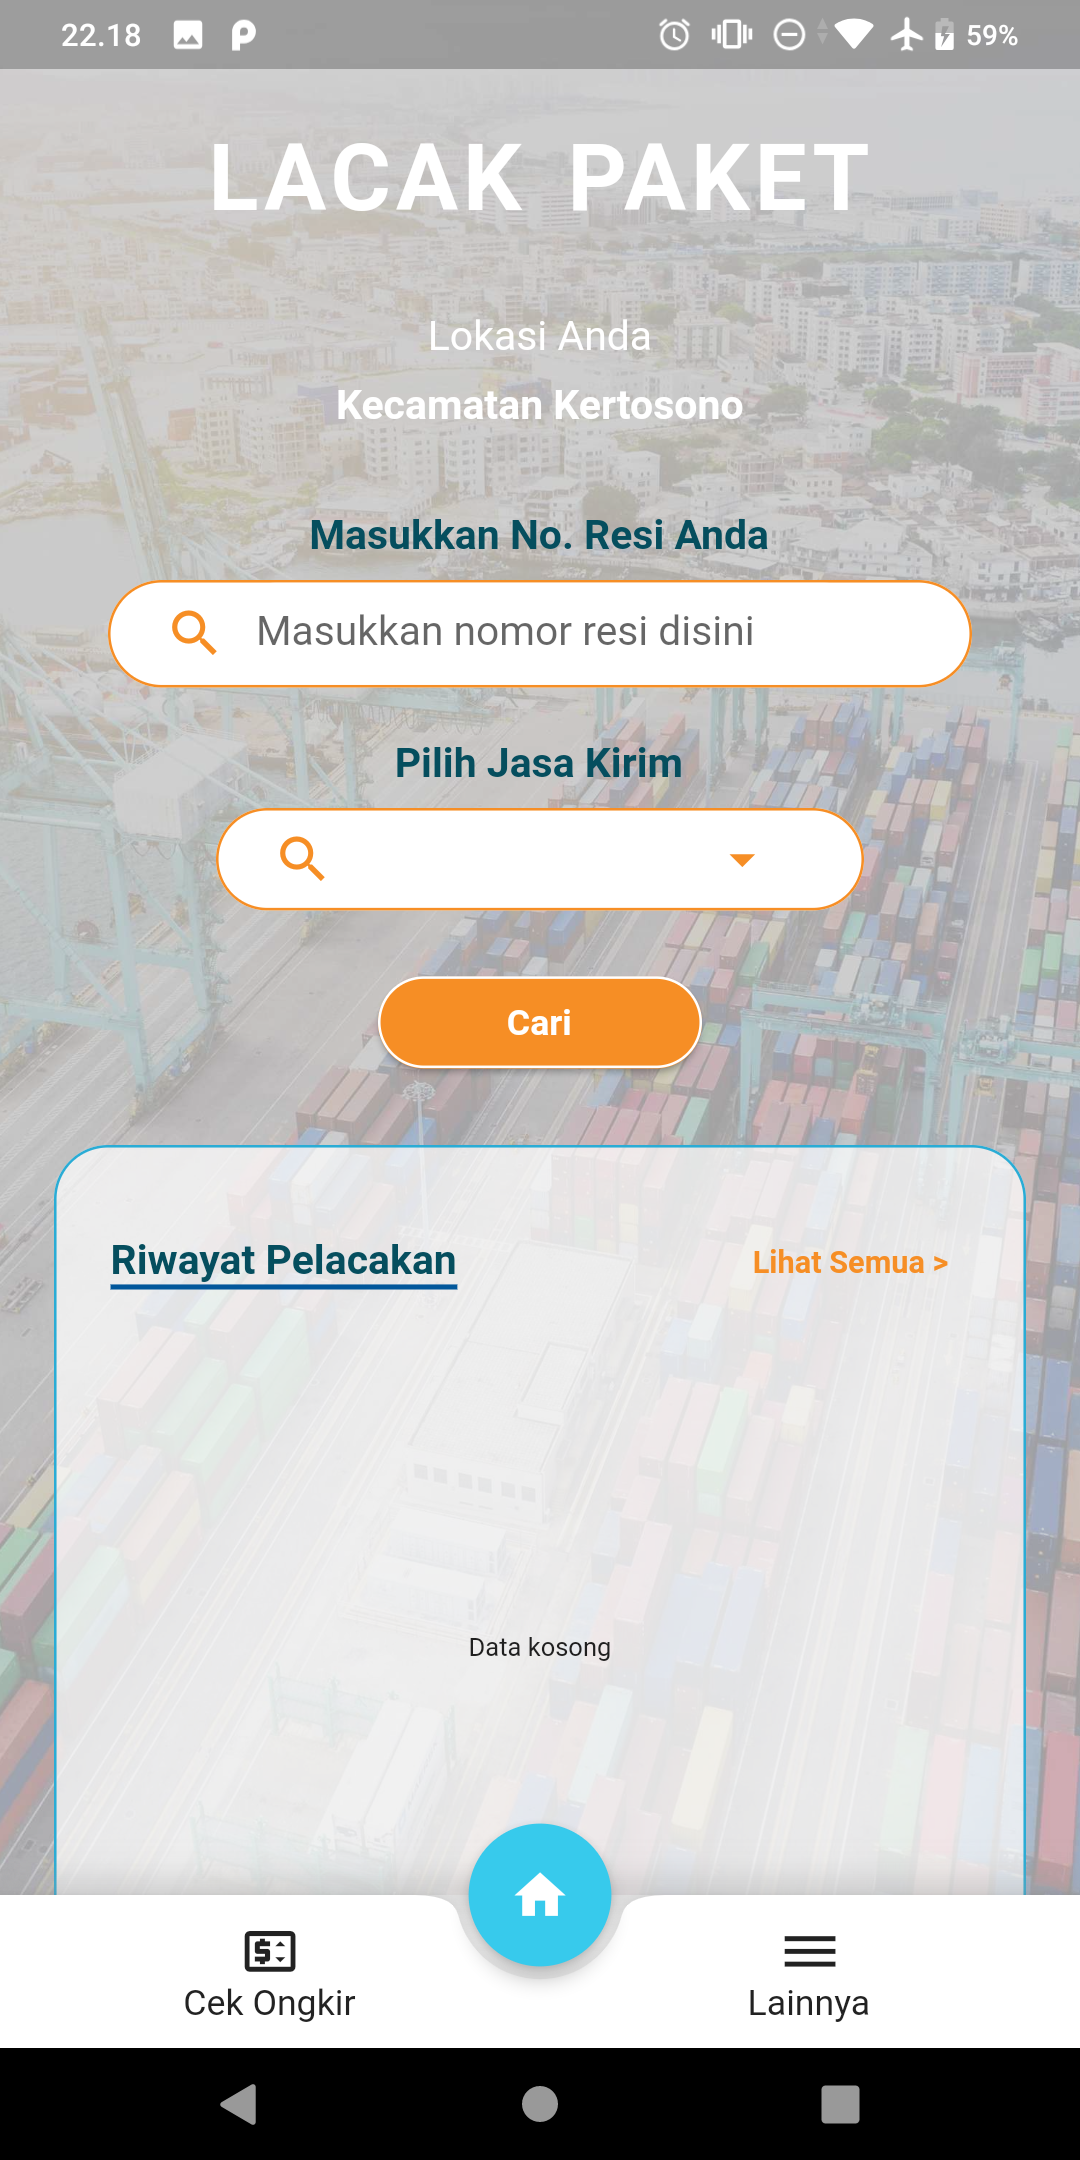 22.18
59%
LACAK PAKET
Lokasi Anda
Kecamatan Kertosono
Masukkan No. Resi Anda
Masukkan nomor resi disini
Pilih Jasa Kirim
Cari
Riwayat Pelacakan
Lihat Semua >
Data kosong
Cek Ongkir
Lainnya